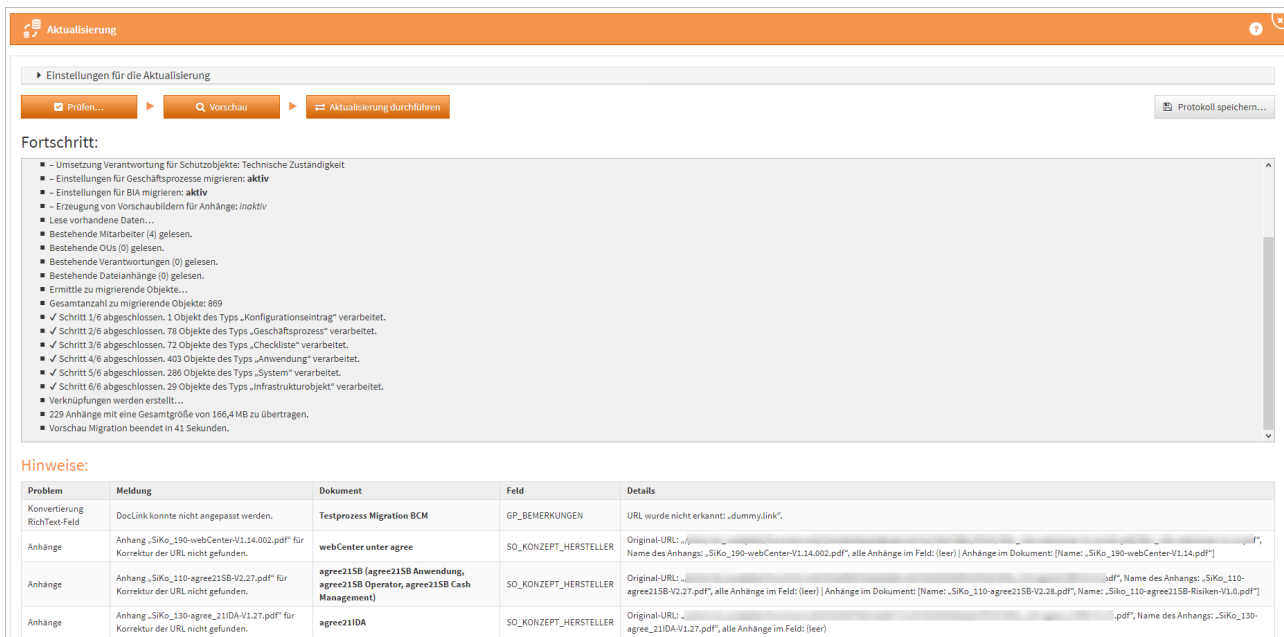 Aktualisierung
Einstellungen für die Aktualisierung
Prüfen...
Vorschau
Aktualisierung durchführen
Protokoll speichern...
Fortschritt:
– Umsetzung Verantwortung für Schutzobjekte: Technische Zuständigkeit
– Einstellungen für Geschäftsprozesse migrieren: aktiv
– Einstellungen für BIA migrieren: aktiv
– Erzeugung von Vorschaubildern für Anhänge: inaktiv
Lese vorhandene Daten…
Bestehende Mitarbeiter (4) gelesen.
Bestehende OUs (0) gelesen.
Bestehende Verantwortungen (0) gelesen.
Bestehende Dateianhänge (0) gelesen.
Ermittle zu migrierende Objekte…
Gesamtanzahl zu migrierende Objekte: 869
✓ Schritt 1/6 abgeschlossen. 1 Objekt des Typs „Konfigurationseintrag“ verarbeitet.
✓ Schritt 2/6 abgeschlossen. 78 Objekte des Typs „Geschäftsprozess“ verarbeitet.
✓ Schritt 3/6 abgeschlossen. 72 Objekte des Typs „Checkliste“ verarbeitet.
✓ Schritt 4/6 abgeschlossen. 403 Objekte des Typs „Anwendung“ verarbeitet.
✓ Schritt 5/6 abgeschlossen. 286 Objekte des Typs „System“ verarbeitet.
✓ Schritt 6/6 abgeschlossen. 29 Objekte des Typs „Infrastrukturobjekt“ verarbeitet.
Verknüpfungen werden erstellt…
229 Anhänge mit eine Gesamtgröße von 166,4 MB zu übertragen.
Vorschau Migration beendet in 41 Sekunden.
Hinweise:
Problem Meldung Dokument Feld Details
Konvertierung
RichText-Feld
DocLink konnte nicht angepasst werden.
Testprozess Migration BCM
GP_BEMERKUNGEN
URL wurde nicht erkannt: „dummy.link“.
Anhänge
Anhang „SiKo_190-webCenter-V1.14.002.pdf“ für
Korrektur der URL nicht gefunden.
webCenter unter agree
SO_KONZEPT_HERSTELLER
Original-URL: „
Name des Anhangs: „SiKo_190-webCenter-V1.14.002.pdf“, alle Anhänge im Feld: (leer) | Anhänge im Dokument: [Name: „SiKo_190-webCenter-V1.14.pdf“]
Anhänge
Anhang „SiKo_110-agree21SB-V2.27.pdf“ für
Korrektur der URL nicht gefunden.
agree21SB (agree21SB Anwendung,
agree21SB Operator, agree21SB Cash
Management)
SO_KONZEPT_HERSTELLER
Original-URL: „ pdf“, Name des Anhangs: „SiKo_110-
agree21SB-V2.27.pdf“, alle Anhänge im Feld: (leer) | Anhänge im Dokument: [Name: „SiKo_110-agree21SB-V2.28.pdf“, Name: „Siko_110-agree21SB-Risiken-V1.0.pdf“]
Anhänge
Anhang „SiKo_130-agree_21IDA-V1.27.pdf“ für
Korrektur der URL nicht gefunden.
agree21IDA
SO_KONZEPT_HERSTELLER
Original-URL: „ .pdf“, Name des Anhangs: „SiKo_130-
agree_21IDA-V1.27.pdf“, alle Anhänge im Feld: (leer)